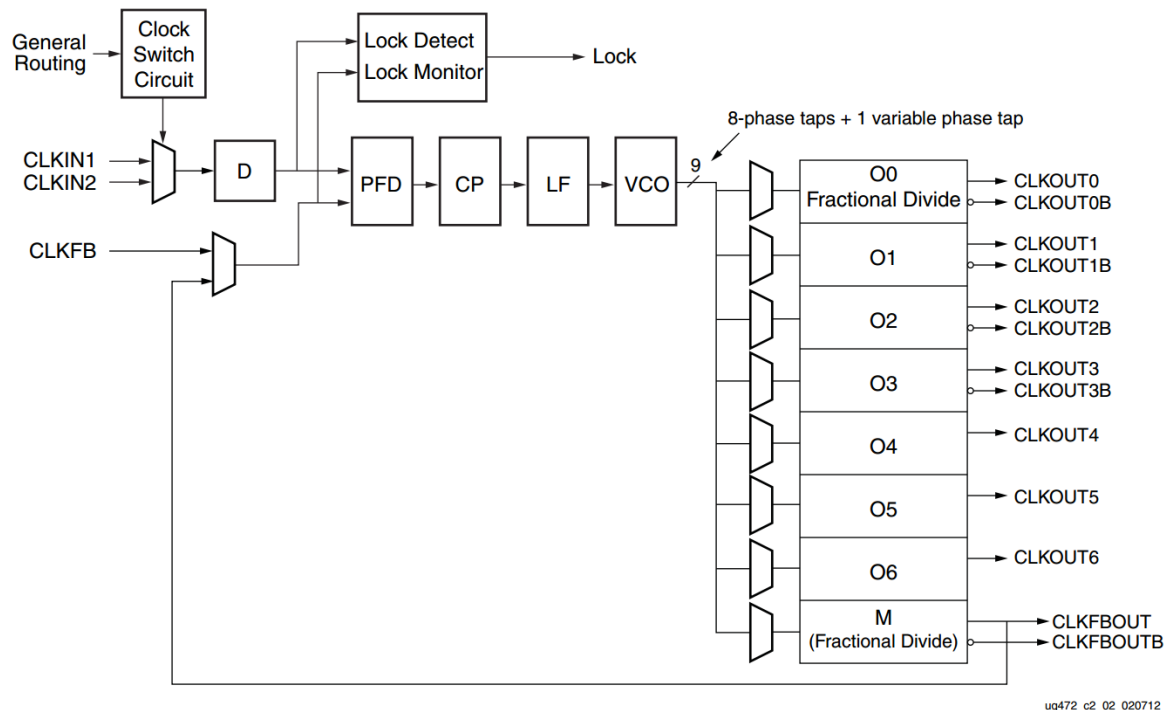 General
Routing
Clock
Switch
Circuit
Lock Detect
Lock Monitor
Lock
8-phase taps + 1 variable phase tap
CLKIN1
CLKIN2
D
PFD
CP
LF
VCO
9
CLKFB
O0
Fractional Divide
CLKOUT0
CLKOUT0B
O1
CLKOUT1
CLKOUT1B
O2
CLKOUT2
CLKOUT2B
O3
CLKOUT3
CLKOUT3B
O4
CLKOUT4
O5
CLKOUT5
O6
CLKOUT6
M
(Fractional Divide)
CLKFBOUT
CLKFBOUTB
ug472_c2_02_020712